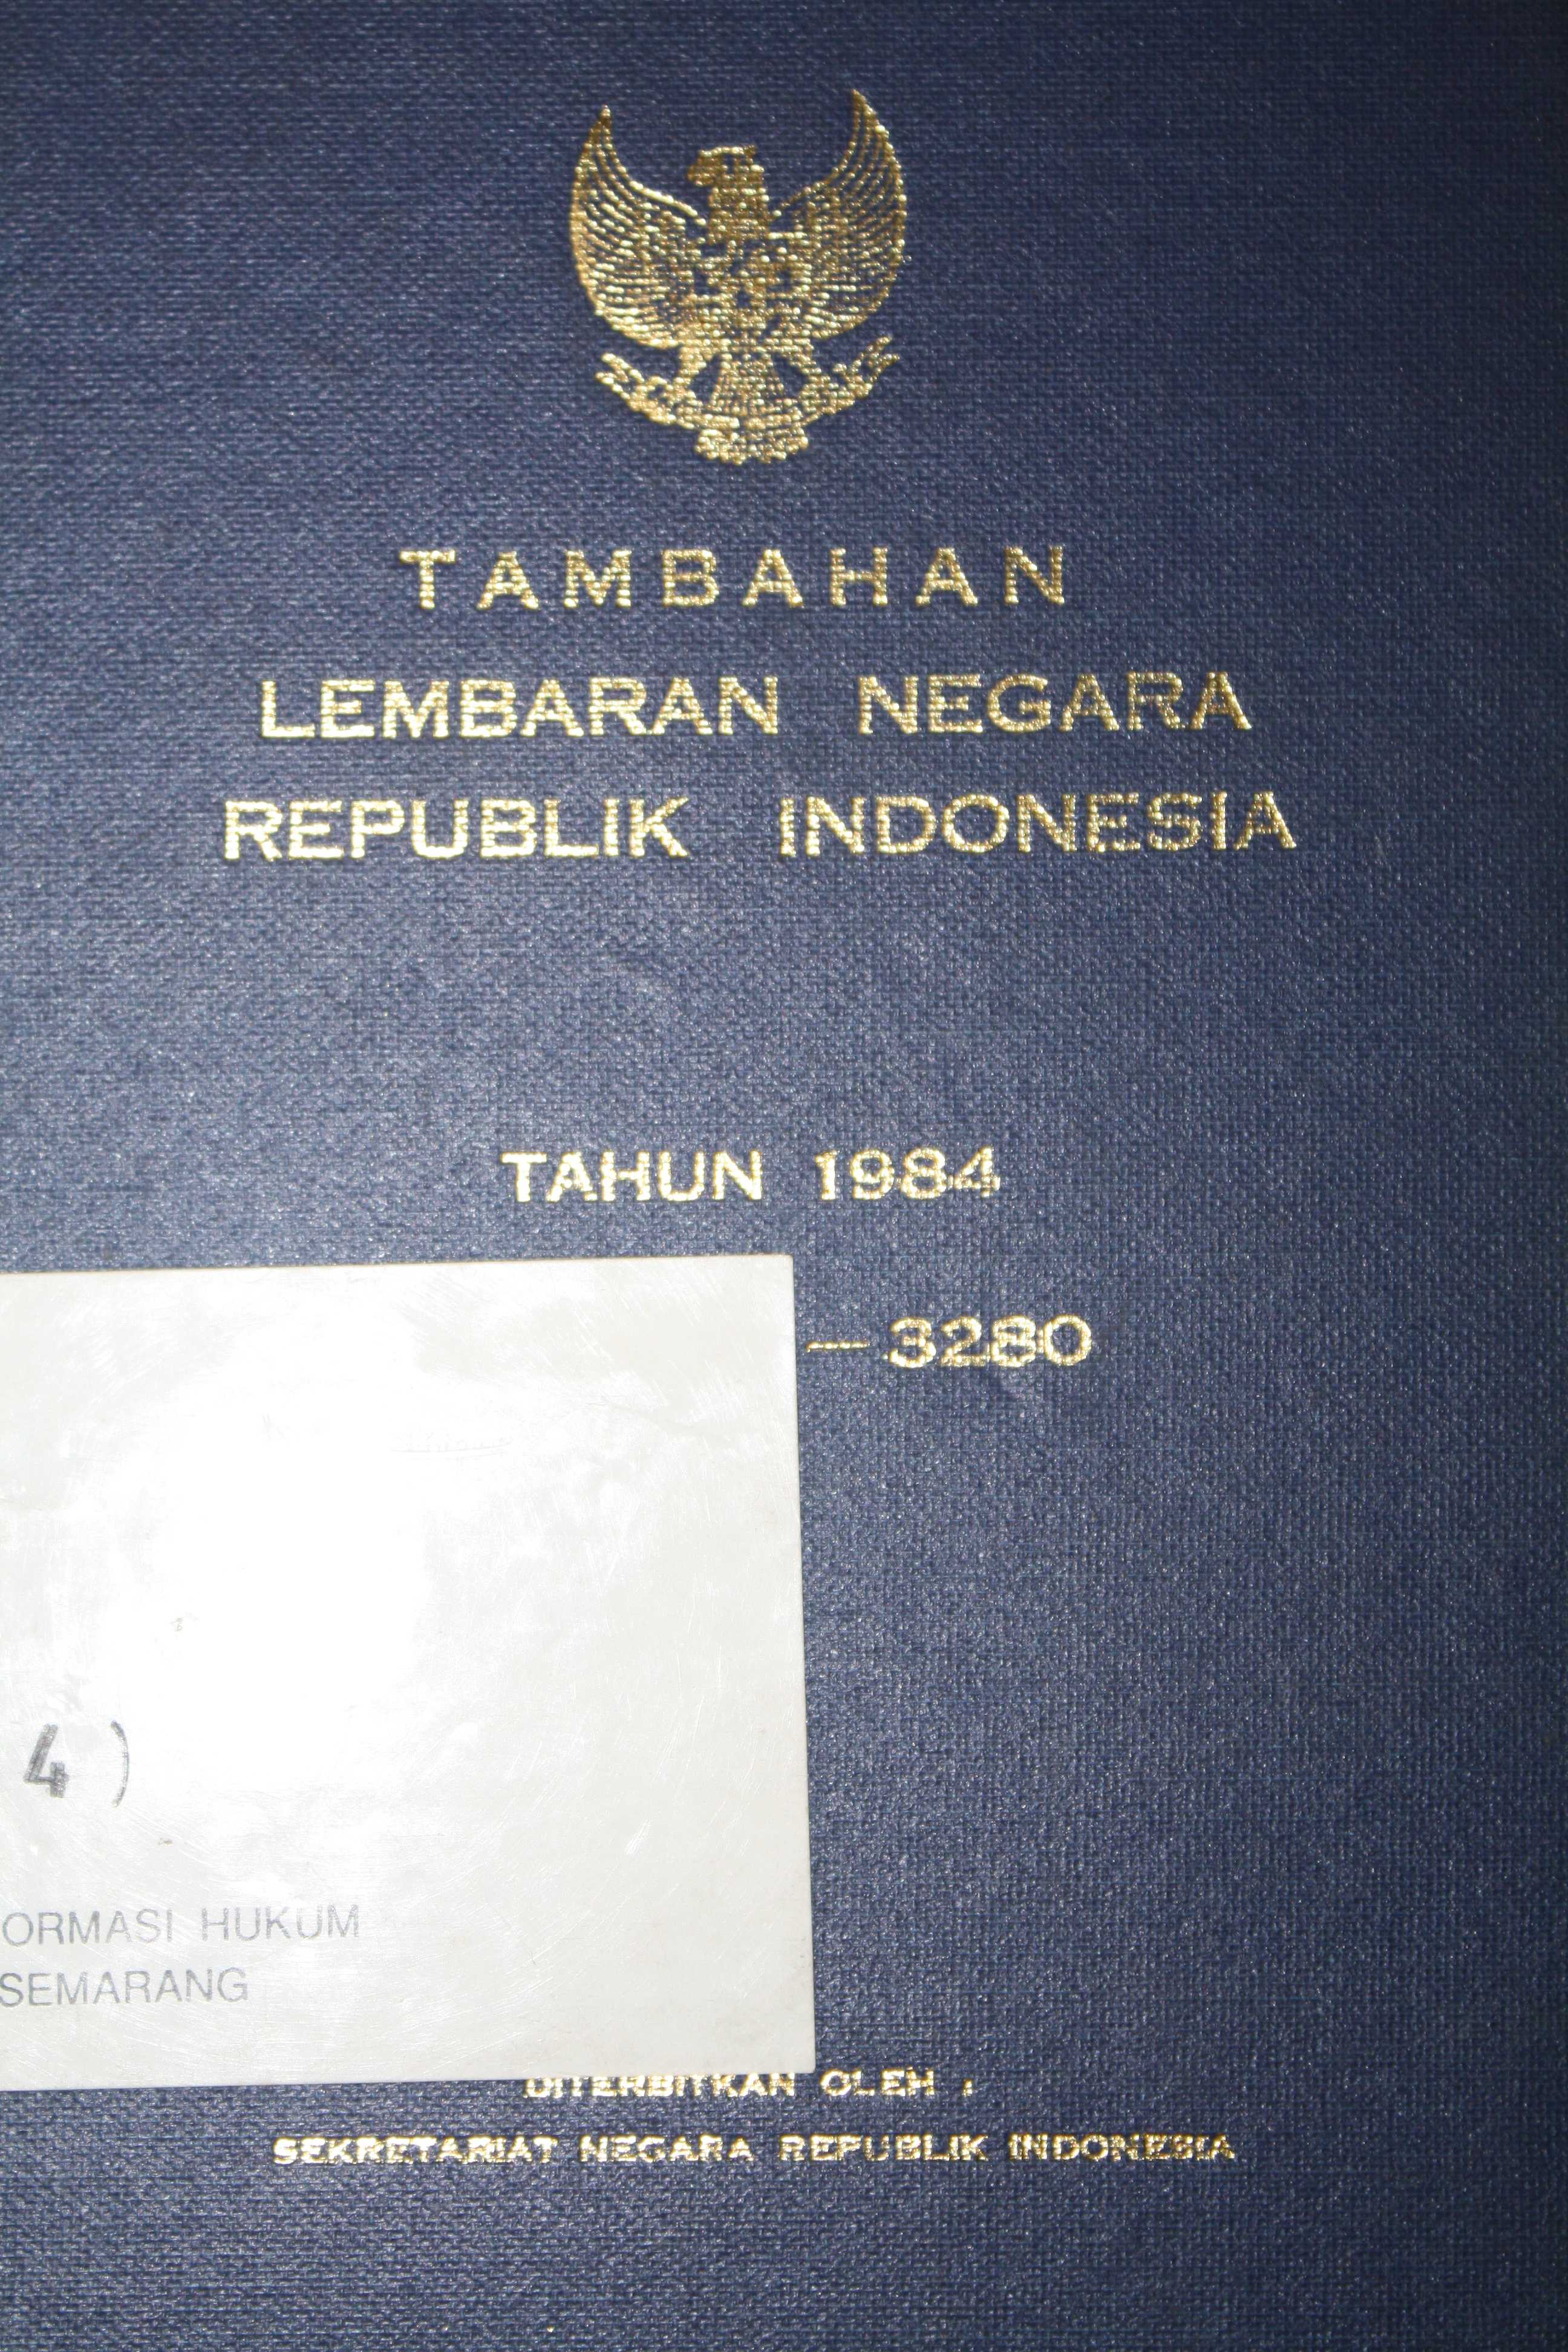 TAMBAHAN
LEMBARAN NEGARA
REPUBLIK INDONESIA
TAHUN 1984
— 3280
4 )
ORMASI HUKUM
SEMARANG
DITERBITKAN OLEH :
SEKRETARIAT NEGARA REPUBLIK INDONESIA